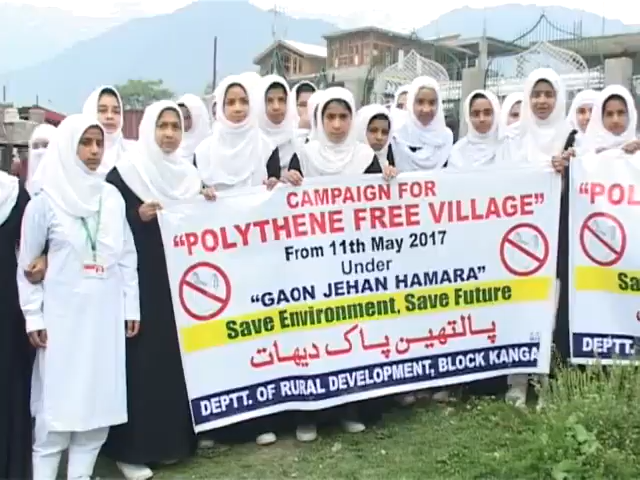 CAMPAIGN FOR
"POLYTHENE FREE VILLAGE"
From 11th May 2017
Under
"GAON JEHAN HAMARA"
Save Environment, Save Future
پالتھین پاک دیہات
DEPTT. OF RURAL DEVELOPMENT, BLOCK KANGA
"POL
Sa
DEPTT.